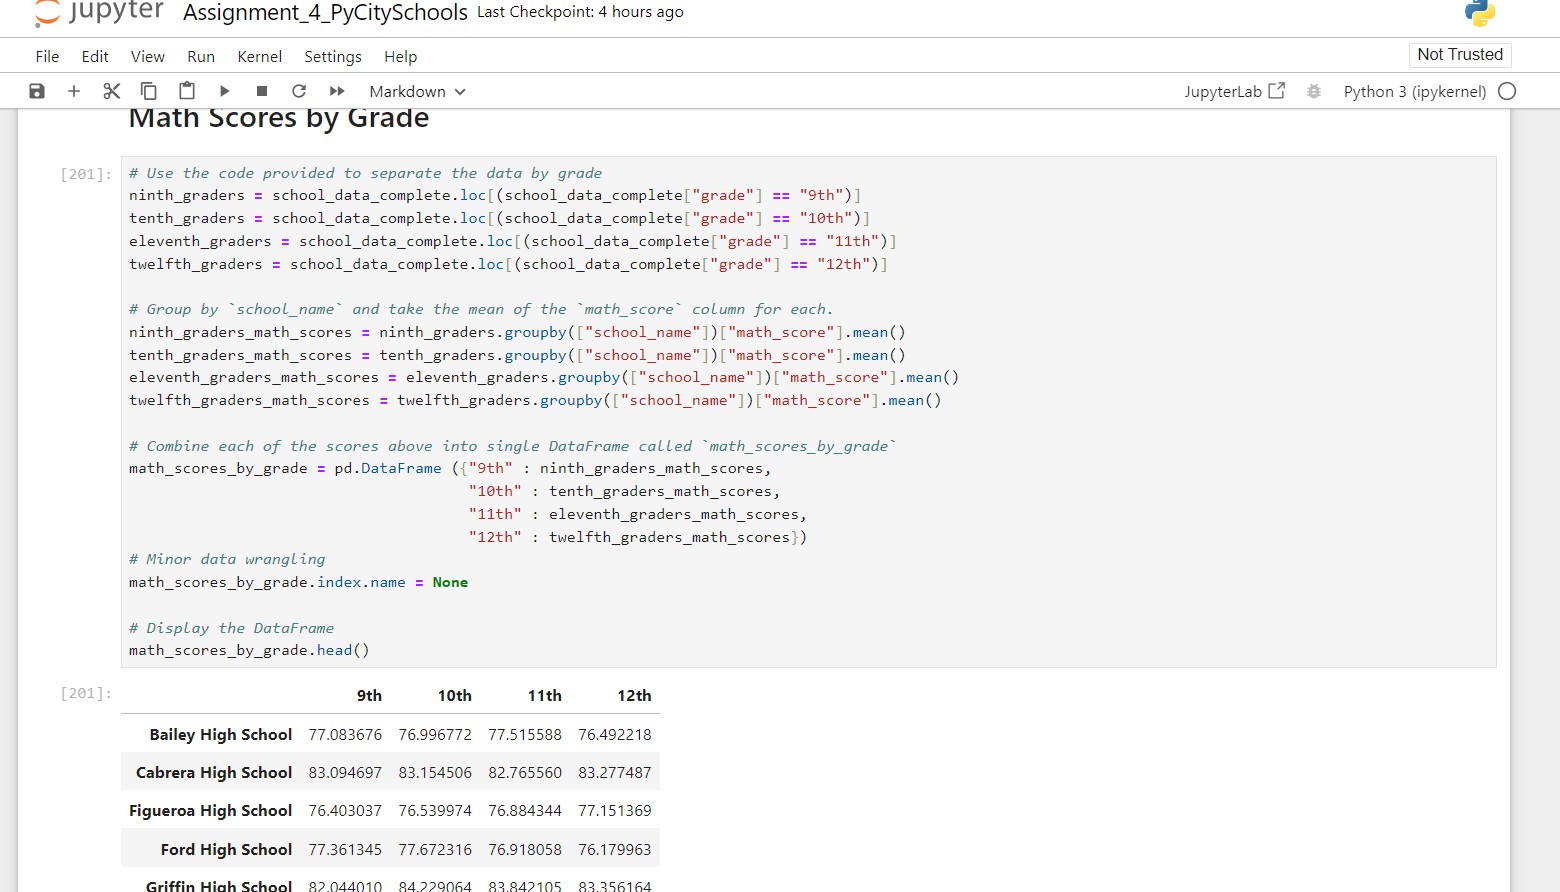 jupyter Assignment_4_PyCitySchools Last Checkpoint: 4 hours ago
File Edit View Run Kernel Settings Help Not Trusted
Markdown JupyterLab Python 3 (ipykernel)
Math Scores by Grade
[201]:
# Use the code provided to separate the data by grade
ninth_graders = school_data_complete.loc[(school_data_complete["grade"] == "9th")]
tenth_graders = school_data_complete.loc[(school_data_complete["grade"] == "10th")]
eleventh_graders = school_data_complete.loc[(school_data_complete["grade"] == "11th")]
twelfth_graders = school_data_complete.loc[(school_data_complete["grade"] == "12th")]
# Group by `school_name` and take the mean of the `math_score` column for each.
ninth_graders_math_scores = ninth_graders.groupby(["school_name"])["math_score"].mean()
tenth_graders_math_scores = tenth_graders.groupby(["school_name"])["math_score"].mean()
eleventh_graders_math_scores = eleventh_graders.groupby(["school_name"])["math_score"].mean()
twelfth_graders_math_scores = twelfth_graders.groupby(["school_name"])["math_score"].mean()
# Combine each of the scores above into single DataFrame called `math_scores_by_grade`
math_scores_by_grade = pd.DataFrame ({"9th" : ninth_graders_math_scores,
"10th" : tenth_graders_math_scores,
"11th" : eleventh_graders_math_scores,
"12th" : twelfth_graders_math_scores})
# Minor data wrangling
math_scores_by_grade.index.name = None
# Display the DataFrame
math_scores_by_grade.head()
[201]:
9th 10th 11th 12th
Bailey High School 77.083676 76.996772 77.515588 76.492218
Cabrera High School 83.094697 83.154506 82.765560 83.277487
Figueroa High School 76.403037 76.539974 76.884344 77.151369
Ford High School 77.361345 77.672316 76.918058 76.179963
Griffin High School 82.044010 84.229064 83.842105 83.356164